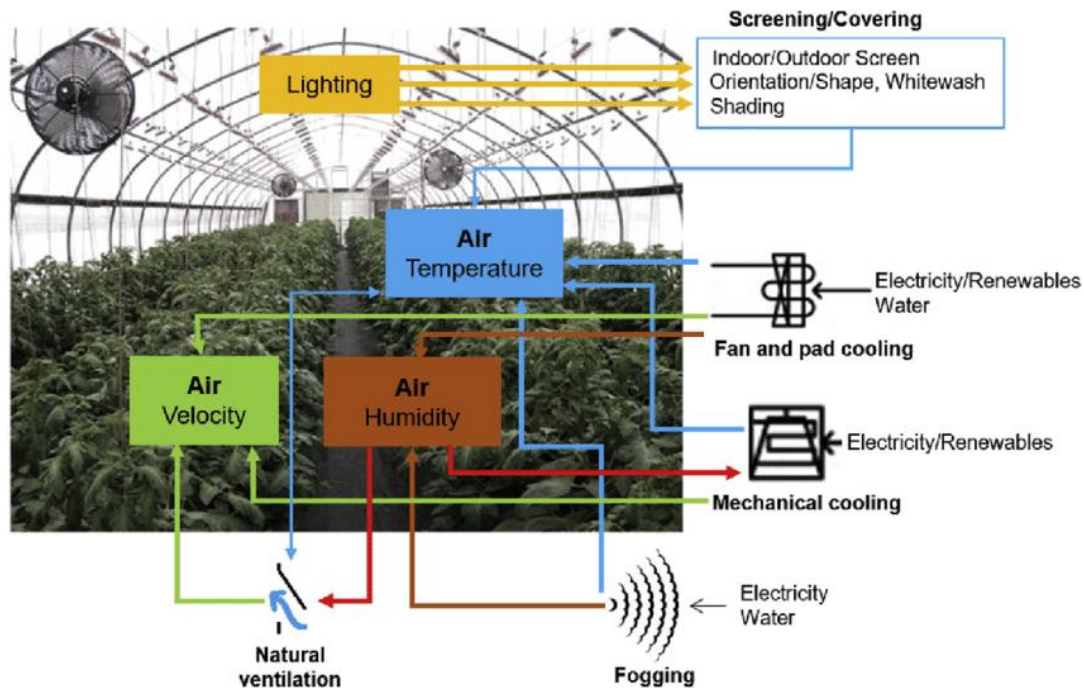 Screening/Covering
Indoor/Outdoor Screen
Orientation/Shape, Whitewash
Shading
Lighting
Air
Temperature
Electricity/Renewables
Water
Fan and pad cooling
Air
Velocity
Air
Humidity
Electricity/Renewables
Mechanical cooling
Electricity
Water
Natural
ventilation
Fogging